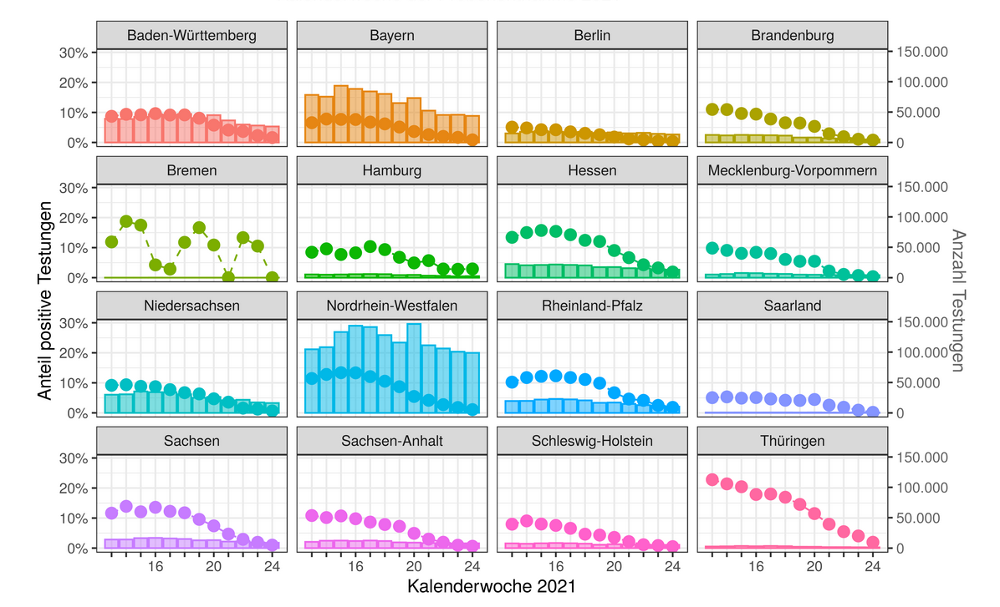 Baden-Württemberg Bayern Berlin Brandenburg
30% 150.000
20% 100.000
10% 50.000
0% 0
Bremen Hamburg Hessen Mecklenburg-Vorpommern
30% 150.000
20% 100.000
10% 50.000
0% 0
Anteil positive Testungen
Anzahl Testungen
Niedersachsen Nordrhein-Westfalen Rheinland-Pfalz Saarland
30% 150.000
20% 100.000
10% 50.000
0% 0
Sachsen Sachsen-Anhalt Schleswig-Holstein Thüringen
30% 150.000
20% 100.000
10% 50.000
0% 0
16 20 24 16 20 24 16 20 24 16 20 24
Kalenderwoche 2021